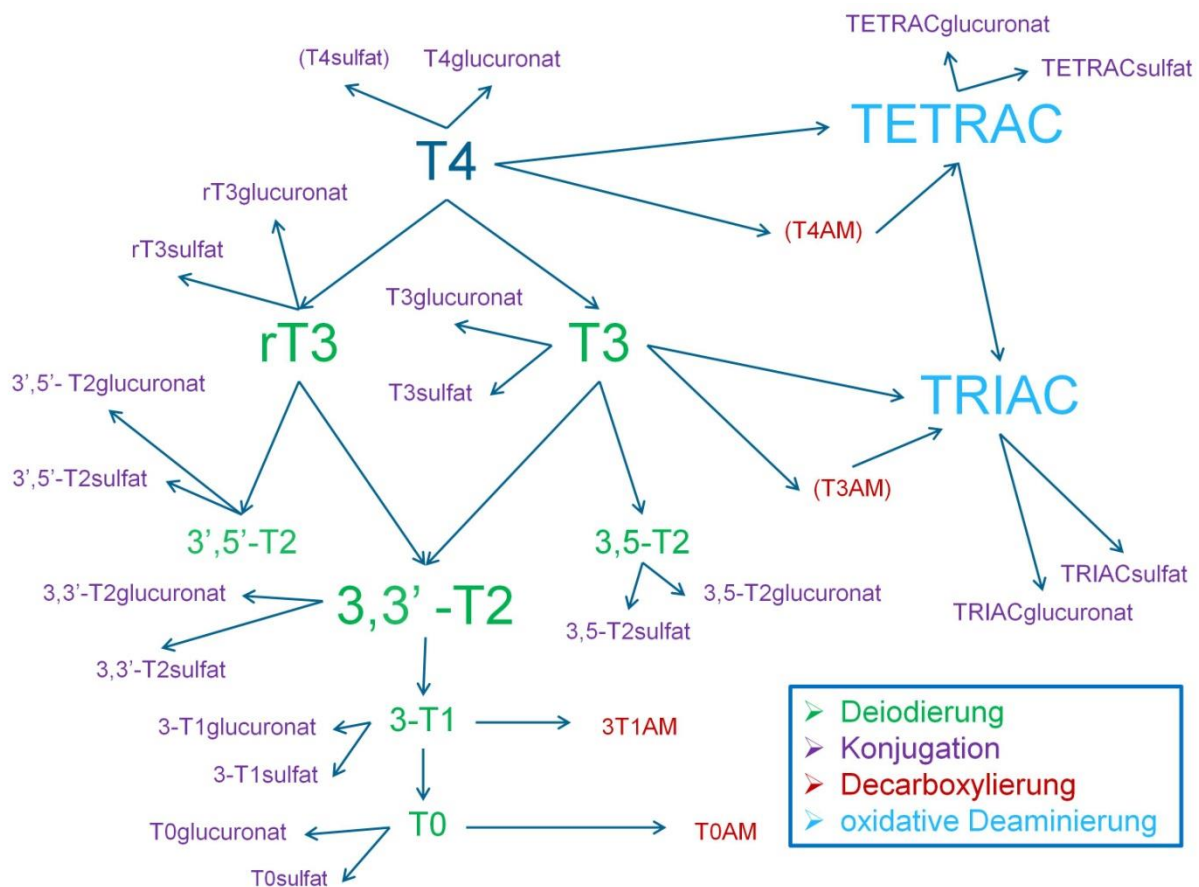 TETRACglucuronat
(T4sulfat)
T4glucuronat
TETRACsulfat
TETRAC
T4
rT3glucuronat
(T4AM)
rT3sulfat
T3glucuronat
rT3
T3
3',5'- T2glucuronat
T3sulfat
TRIAC
3',5'-T2sulfat
(T3AM)
3',5'-T2
3,5-T2
3,3'-T2glucuronat
3,3' -T2
3,5-T2glucuronat
TRIACsulfat
TRIACglucuronat
3,5-T2sulfat
3,3'-T2sulfat
3-T1glucuronat
3-T1
3T1AM
3-T1sulfat
T0glucuronat
T0
T0AM
T0sulfat
Deiodierung
Konjugation
Decarboxylierung
oxidative Deaminierung